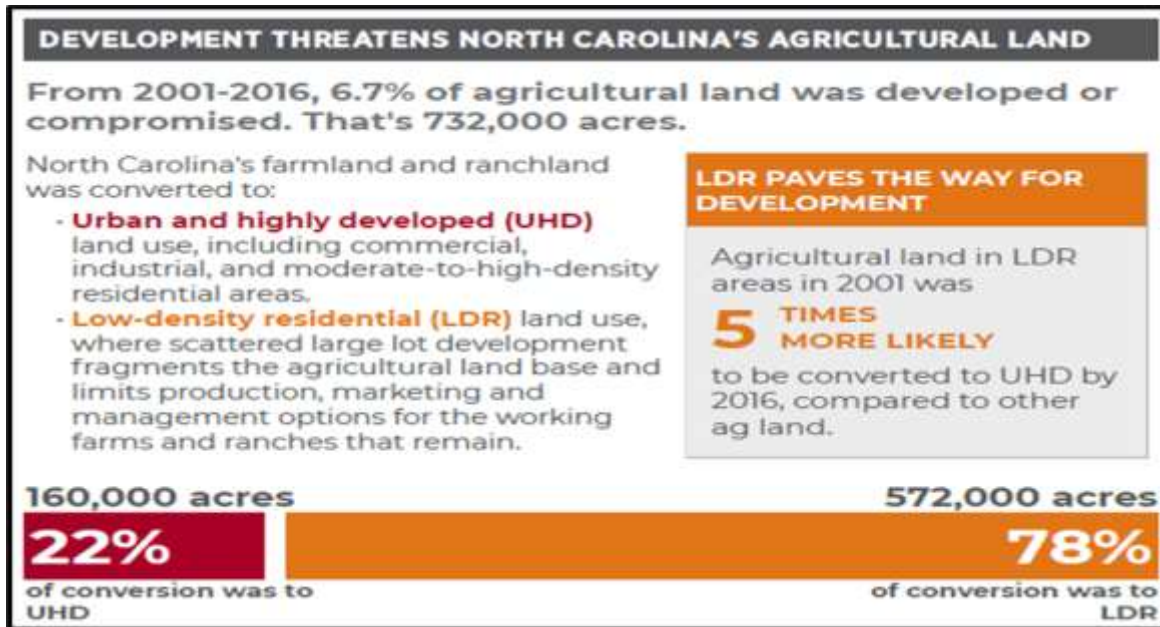 DEVELOPMENT THREATENS NORTH CAROLINA'S AGRICULTURAL LAND
From 2001-2016, 6.7% of agricultural land was developed or
compromised. That's 732,000 acres.
North Carolina's farmland and ranchland
was converted to:
- Urban and highly developed (UHD)
land use, including commercial,
industrial, and moderate-to-high-density
residential areas.
- Low-density residential (LDR) land use,
where scattered large lot development
fragments the agricultural land base and
limits production, marketing and
management options for the working
farms and ranches that remain.
LDR PAVES THE WAY FOR
DEVELOPMENT
Agricultural land in LDR
areas in 2001 was
5 TIMES
MORE LIKELY
to be converted to UHD by
2016, compared to other
ag land.
160,000 acres
22%
of conversion was to
UHD
572,000 acres
78%
of conversion was to
LDR